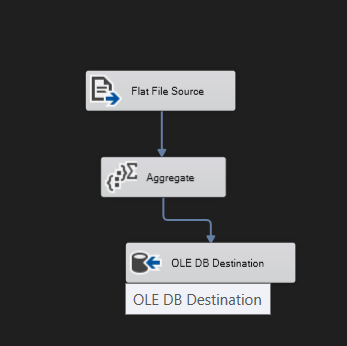 Flat File Source
Aggregate
OLE DB Destination
OLE DB Destination